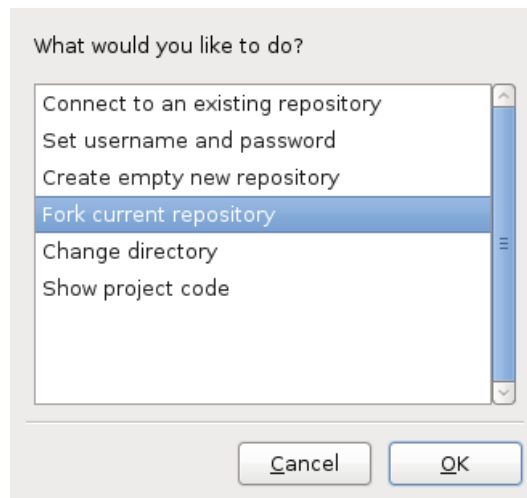 What would you like to do?
Connect to an existing repository
Set username and password
Create empty new repository
Fork current repository
Change directory
Show project code
Cancel
OK